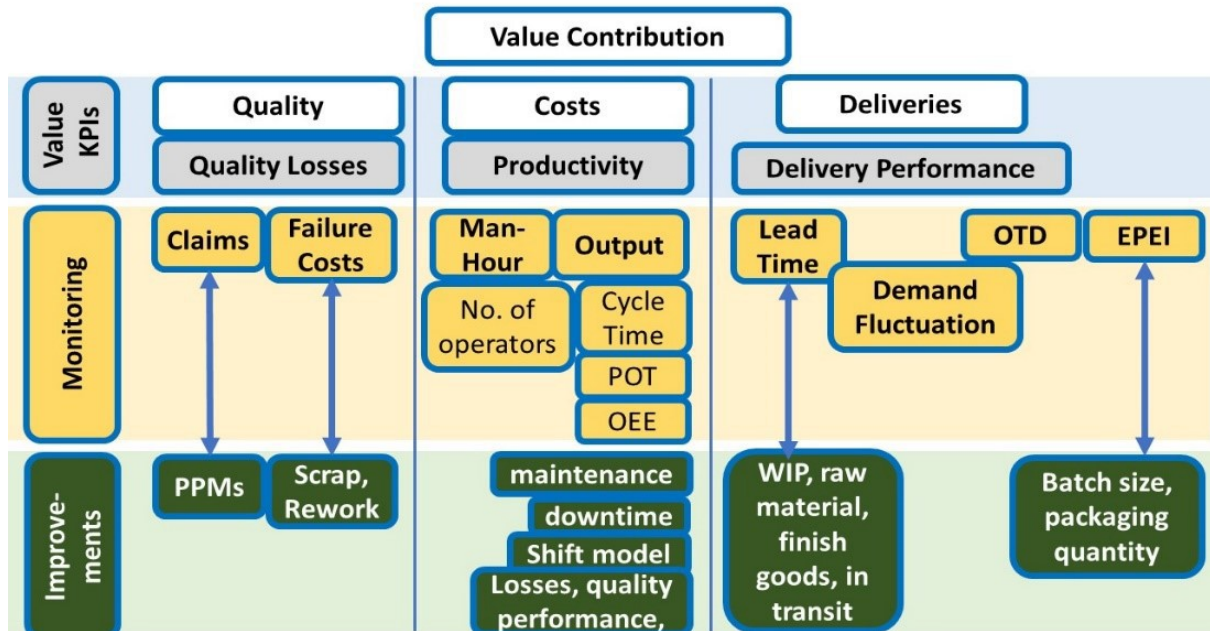 Value Contribution
Value
KPIs
Quality
Costs
Deliveries
Quality Losses
Productivity
Delivery Performance
Monitoring
Claims
Failure
Costs
Man-
Hour
Output
No. of
operators
Cycle
Time
POT
OEE
Lead
Time
Demand
Fluctuation
OTD
EPEI
Improve-
ments
PPMs
Scrap,
Rework
maintenance
downtime
Shift model
Losses, quality
performance,
WIP, raw
material,
finish
goods, in
transit
Batch size,
packaging
quantity